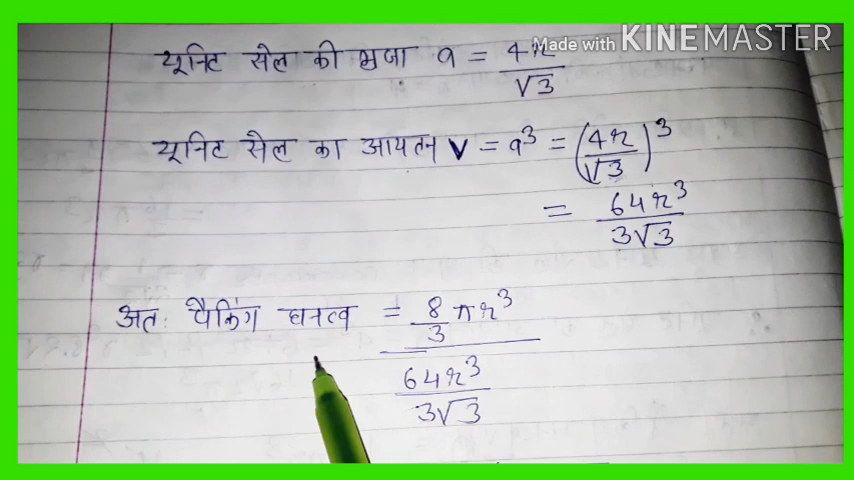 यूनिट सेल की भुजा a = 4r/√3
Made with KINEMASTER
यूनिट सेल का आयतन V = a³ = (4r/√3)³
= 64r³/3√3
अतः पैकिंग घनत्व = 8/3 πr³ / 64r³/3√3